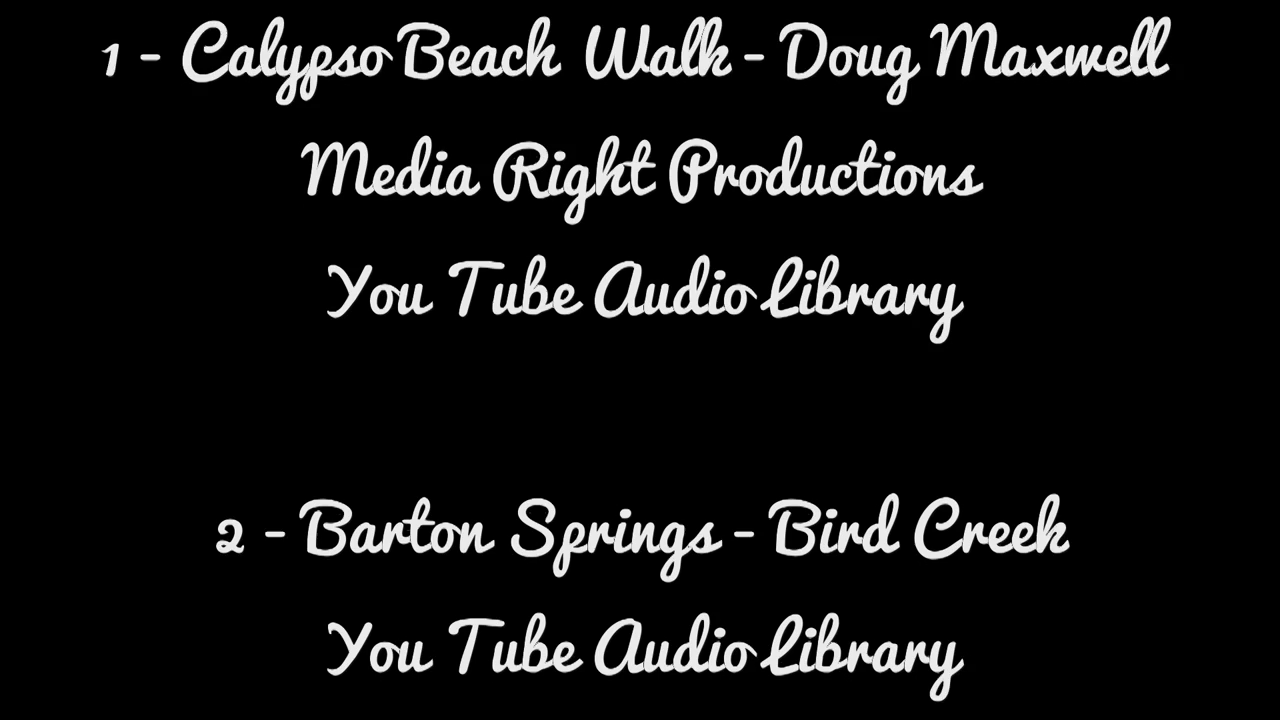 1 - Calypso Beach Walk - Doug Maxwell
Media Right Productions
You Tube Audio Library
2 - Barton Springs - Bird Creek
You Tube Audio Library